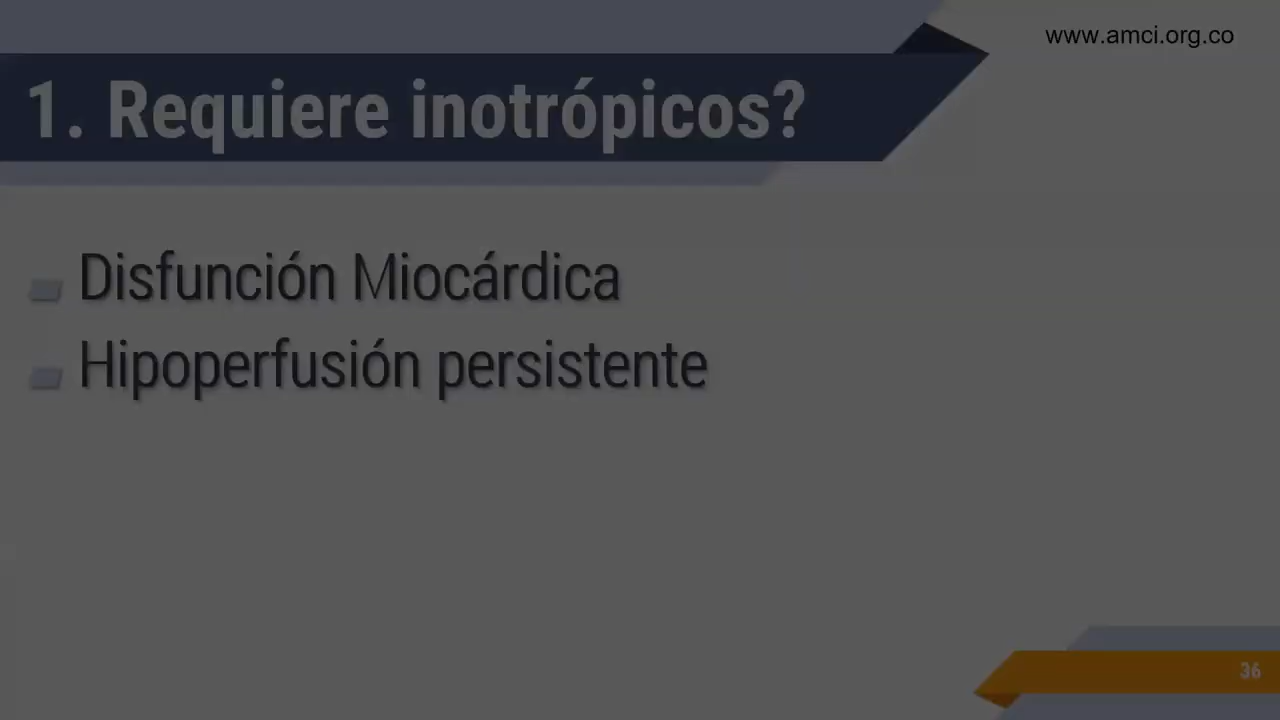 www.amci.org.co
1. Requiere inotrópicos?
Disfunción Miocárdica
Hipoperfusión persistente
36